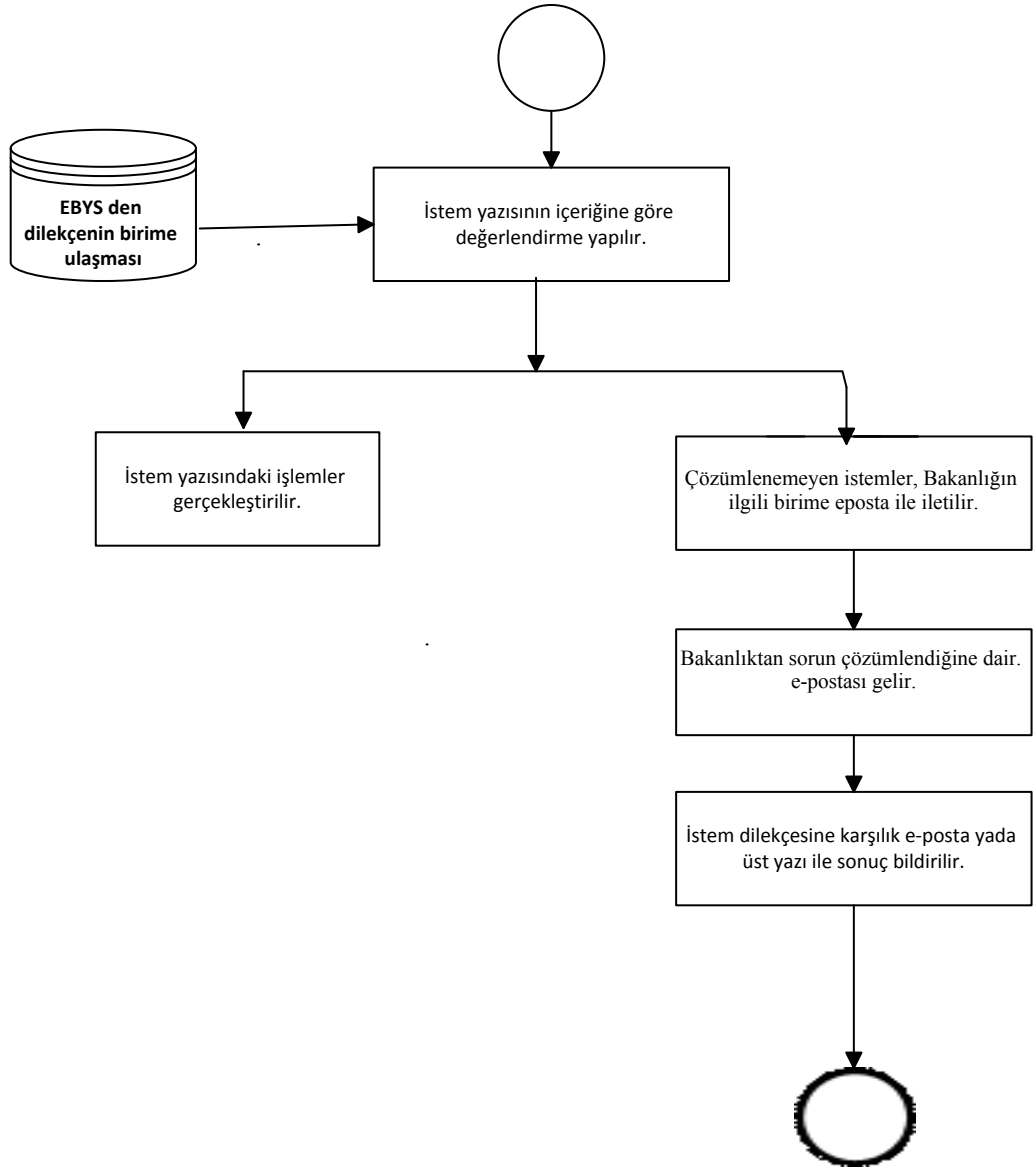 EBYS den
dilekçenin birime
ulaşması
İstem yazısının içeriğine göre
değerlendirme yapılır.
İstem yazısındaki işlemler
gerçekleştirilir.
Çözümlenemeyen istemler, Bakanlığın
ilgili birime eposta ile iletilir.
Bakanlıktan sorun çözümlendiğine dair.
e-postası gelir.
İstem dilekçesine karşılık e-posta yada
üst yazı ile sonuç bildirilir.